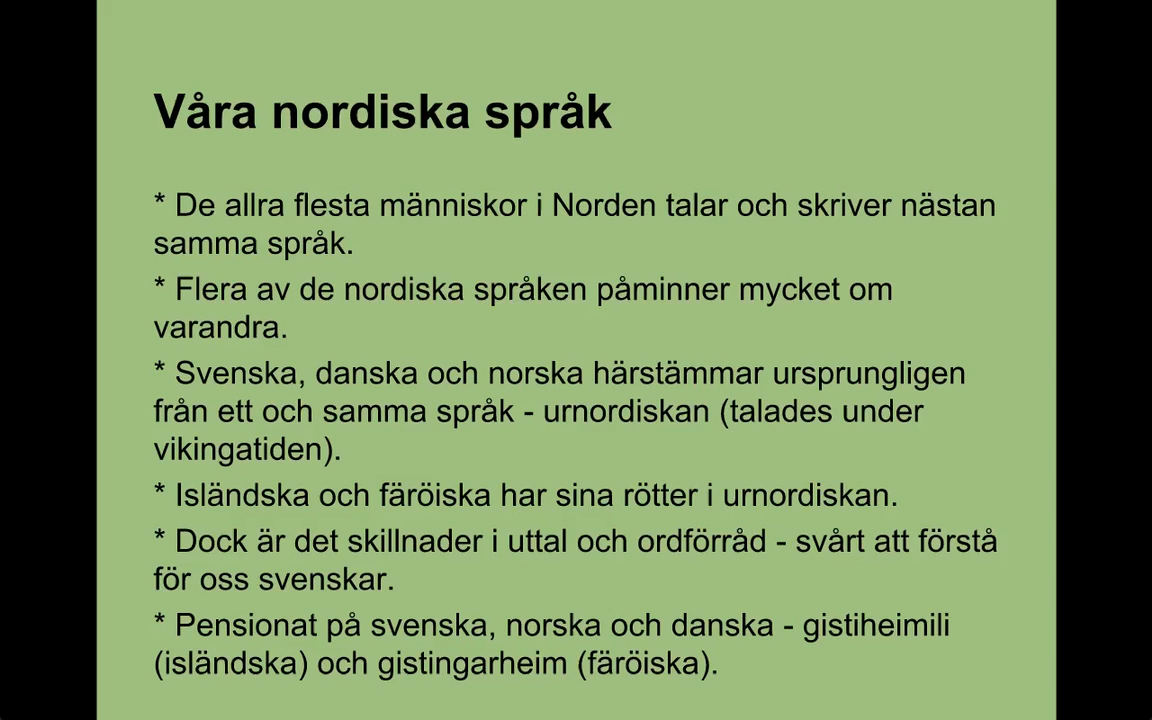 Våra nordiska språk
* De allra flesta människor i Norden talar och skriver nästan
samma språk.
* Flera av de nordiska språken påminner mycket om
varandra.
* Svenska, danska och norska härstämmar ursprungligen
från ett och samma språk - urnordiskan (talades under
vikingatiden).
* Isländska och färöiska har sina rötter i urnordiskan.
* Dock är det skillnader i uttal och ordförråd - svårt att förstå
för oss svenskar.
* Pensionat på svenska, norska och danska - gistiheimili
(isländska) och gistingarheim (färöiska).